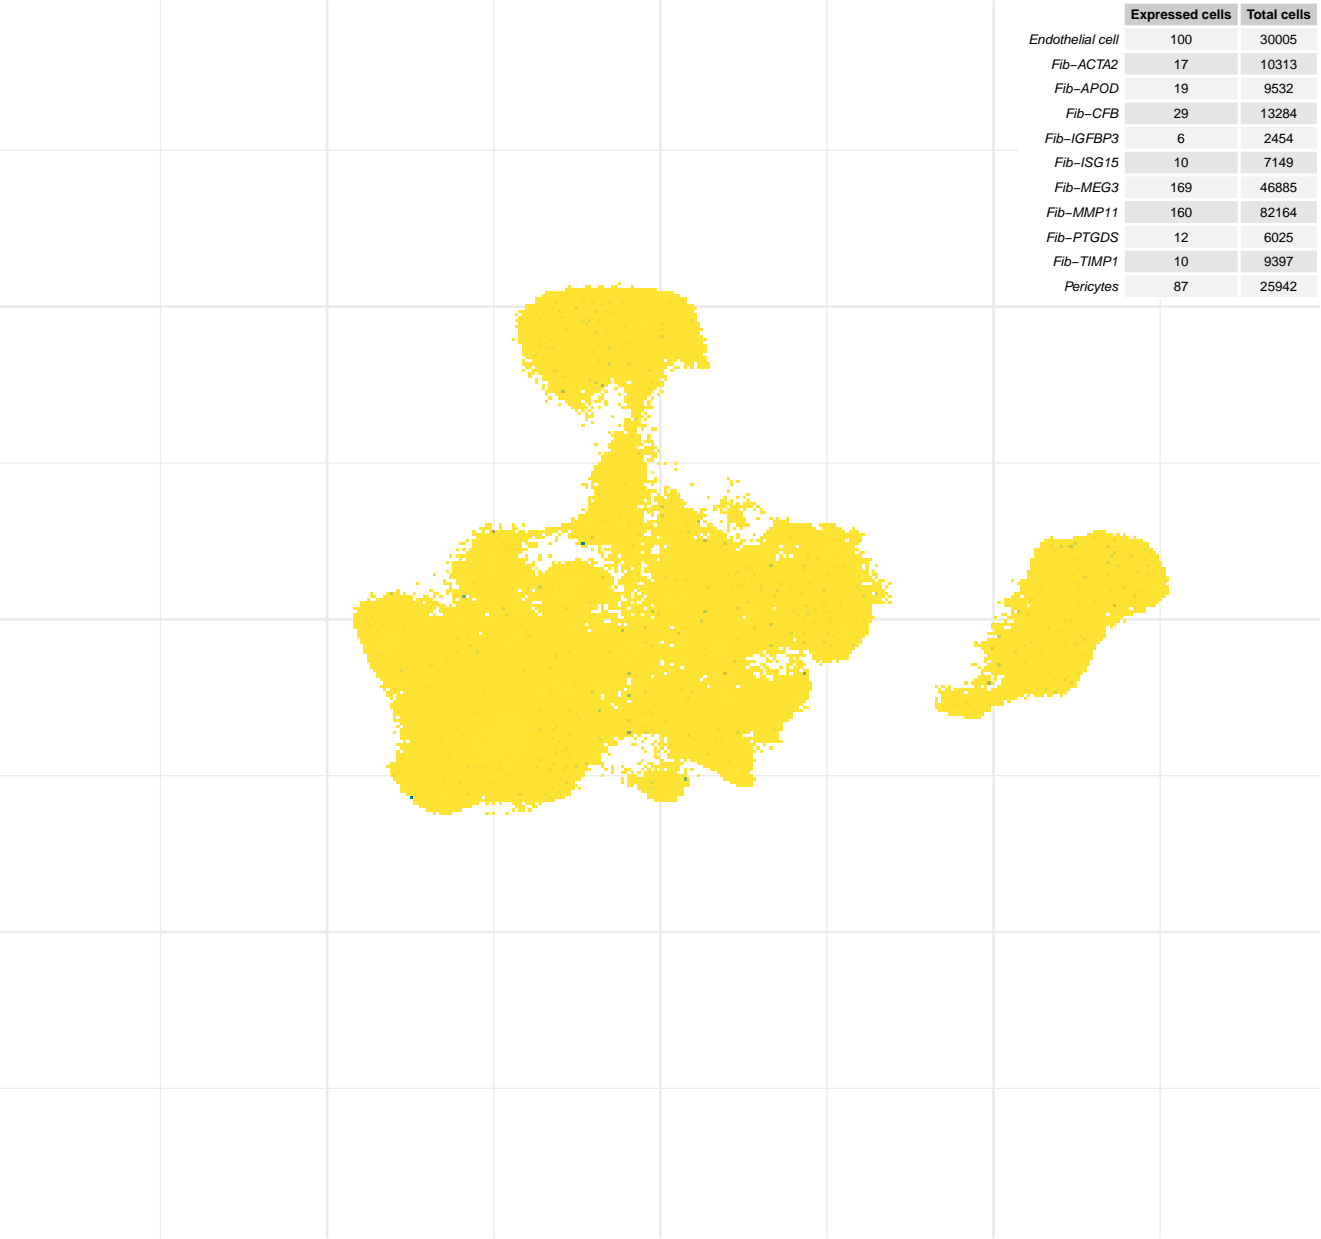 Expressed cells Total cells
Endothelial cell 100 30005
Fib−ACTA2 17 10313
Fib−APOD 19 9532
Fib−CFB 29 13284
Fib−IGFBP3 6 2454
Fib−ISG15 10 7149
Fib−MEG3 169 46885
Fib−MMP11 160 82164
Fib−PTGDS 12 6025
Fib−TIMP1 10 9397
Pericytes 87 25942